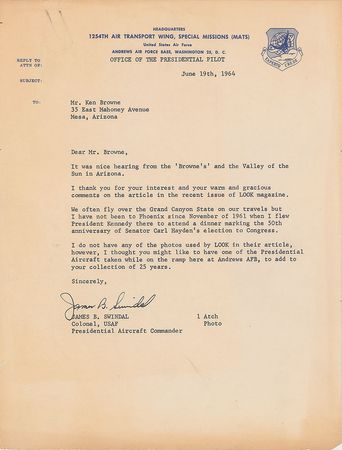 HEADQUARTERS
1254TH AIR TRANSPORT WING, SPECIAL MISSIONS (MATS)
United States Air Force
ANDREWS AIR FORCE BASE, WASHINGTON 25, D. C.
OFFICE OF THE PRESIDENTIAL PILOT
REPLY TO
ATTN OF:
June 19th, 1964
SUBJECT:
TO:
Mr. Ken Browne
35 East Mahoney Avenue
Mesa, Arizona
Dear Mr. Browne,
It was nice hearing from the 'Browne's' and the Valley of the
Sun in Arizona.
I thank you for your interest and your warm and gracious
comments on the article in the recent issue of LOOK magazine.
We often fly over the Grand Canyon State on our travels but
I have not been to Phoenix since November of 1961 when I flew
President Kennedy there to attend a dinner marking the 50th
anniversary of Senator Carl Hayden's election to Congress.
I do not have any of the photos used by LOOK in their article,
however, I thought you might like to have one of the Presidential
Aircraft taken while on the ramp here at Andrews AFB, to add to
your collection of 25 years.
Sincerely,
James B. Swindal
JAMES B. SWINDAL
Colonel, USAF
Presidential Aircraft Commander
1 Atch
Photo